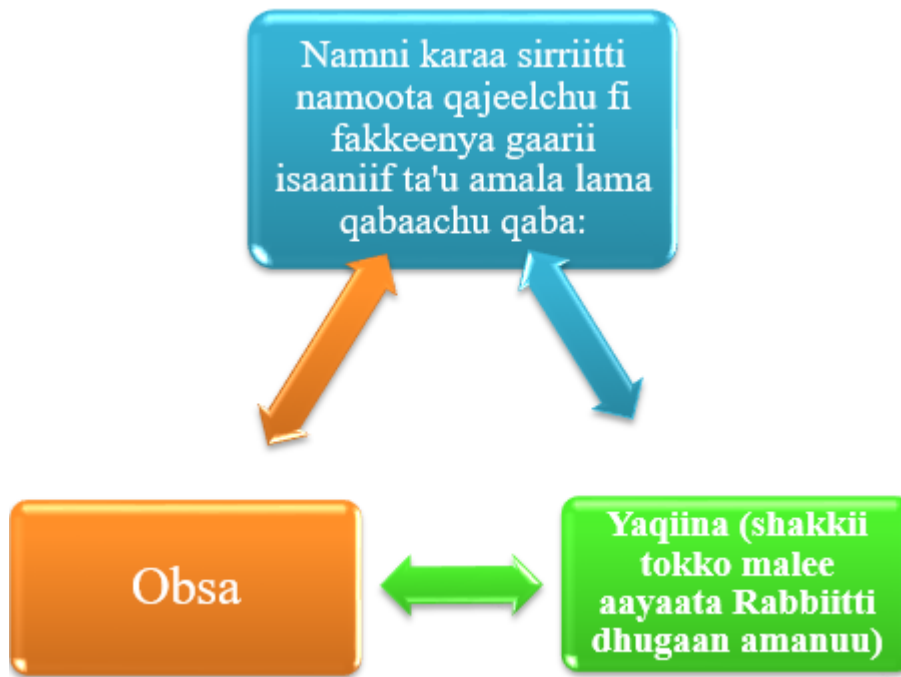 Namni karaa sirriitti
namoota qajeelchu fi
fakkeenya gaarii
isaaniif ta'u amala lama
qabaachu qaba:
Obsa
Yaqiina (shakkii
tokko malee
aayaata Rabbiitti
dhugaan amanuu)